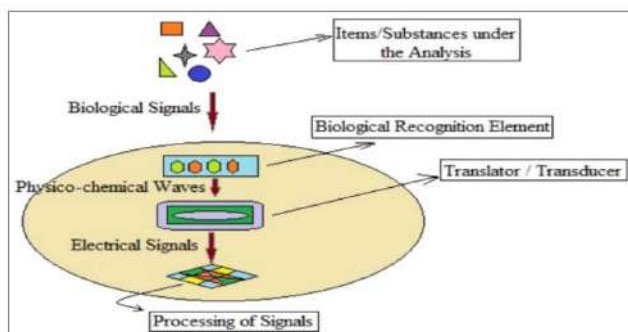 Items/Substances under
the Analysis
Biological Signals
Biological Recognition Element
Physico-chemical Waves
Translator / Transducer
Electrical Signals
Processing of Signals